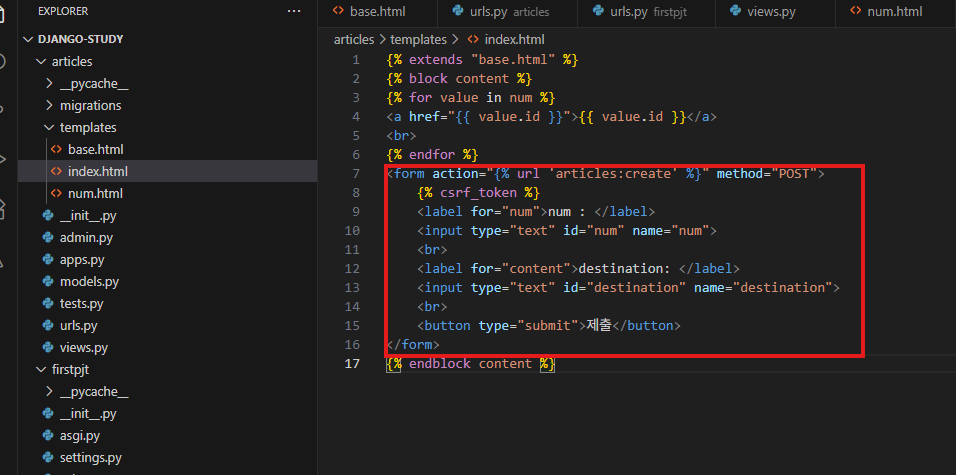 EXPLORER ...
DJANGO-STUDY
articles
__pycache__
migrations
templates
base.html
index.html
num.html
__init__.py
admin.py
apps.py
models.py
tests.py
urls.py
views.py
firstpjt
__pycache__
__init__.py
asgi.py
settings.py
base.html urls.py articles urls.py firstpjt views.py num.html
articles > templates > index.html
1 {% extends "base.html" %}
2 {% block content %}
3 {% for value in num %}
4 <a href="{{ value.id }}">{{ value.id }}</a>
5 <br>
6 {% endfor %}
7 <form action="{% url 'articles:create' %}" method="POST">
8 {% csrf_token %}
9 <label for="num">num : </label>
10 <input type="text" id="num" name="num">
11 <br>
12 <label for="content">destination: </label>
13 <input type="text" id="destination" name="destination">
14 <br>
15 <button type="submit">제출</button>
16 </form>
17 {% endblock content %}